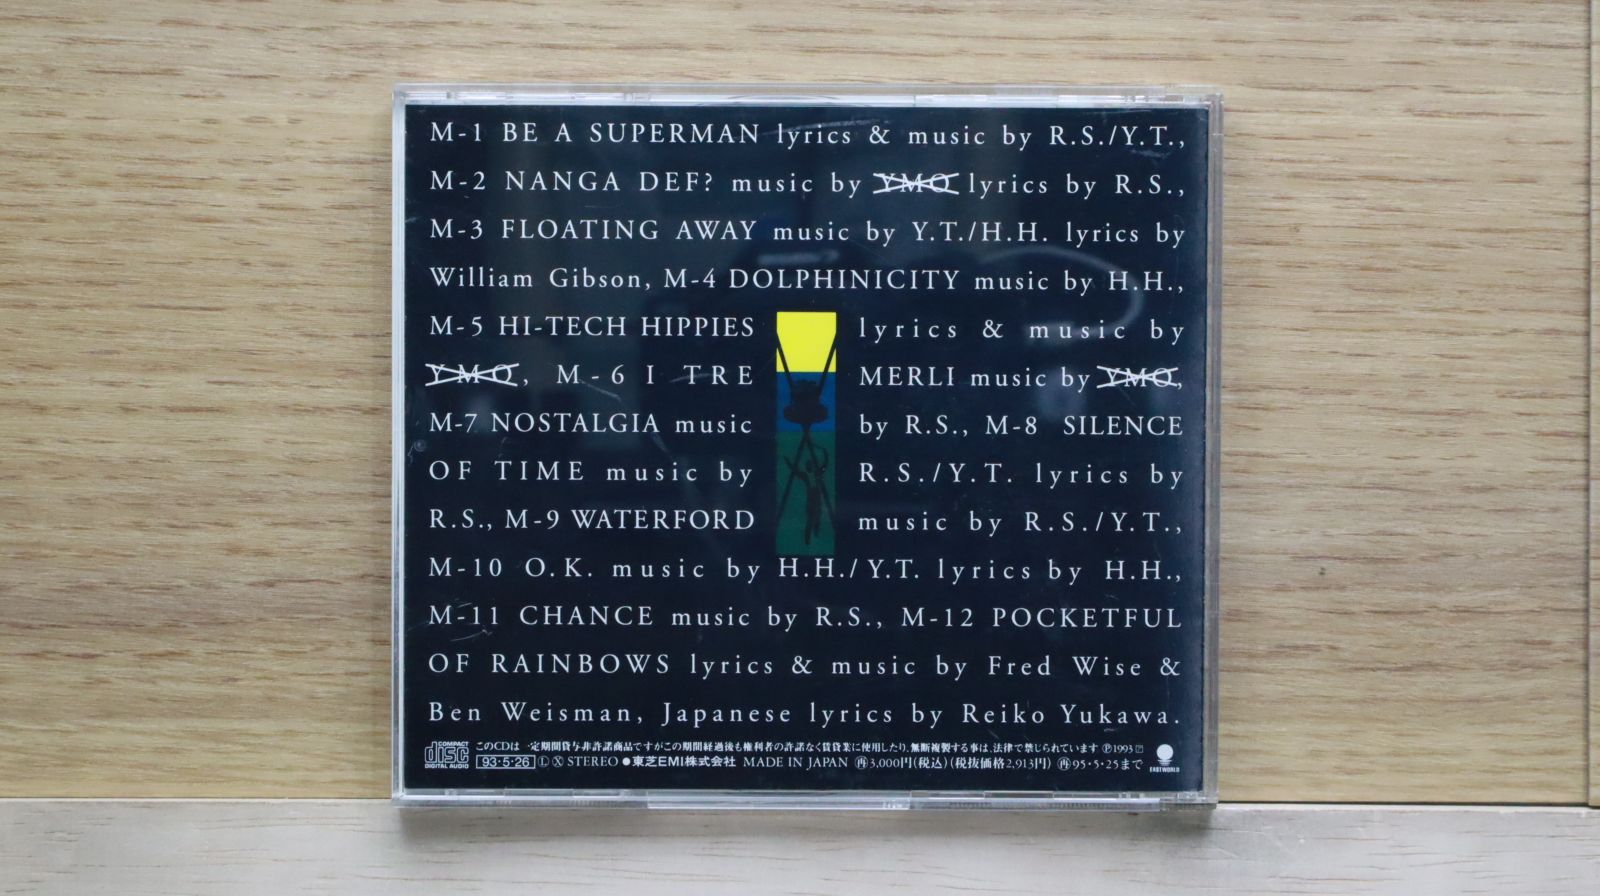 M-1 BE A SUPERMAN lyrics & music by R.S./Y.T.,
M-2 NANGA DEF? music by YMO lyrics by R.S.,
M-3 FLOATING AWAY music by Y.T./H.H. lyrics by
William Gibson, M-4 DOLPHINICITY music by H.H.,
M-5 HI-TECH HIPPIES lyrics & music by
YMO, M-6 I TRE MERLI music by YMO,
M-7 NOSTALGIA music by R.S., M-8 SILENCE
OF TIME music by R.S./Y.T. lyrics by
R.S., M-9 WATERFORD music by R.S./Y.T.,
M-10 O.K. music by H.H./Y.T. lyrics by H.H.,
M-11 CHANCE music by R.S., M-12 POCKETFUL
OF RAINBOWS lyrics & music by Fred Wise &
Ben Weisman, Japanese lyrics by Reiko Yukawa.
COMPACT disc DIGITAL AUDIO
このCDは一定期間貸与非許諾商品ですがこの期間経過後も権利者の許諾なく賃貸業に使用したり、無断複製する事は、法律で禁じられています Ⓟ1993
93・5・26 Ⓛ Ⓧ STEREO ●東芝EMI株式会社 MADE IN JAPAN 再3,000円(税込)(税抜価格2,913円) 再95・5・25まで
EASTWORLD